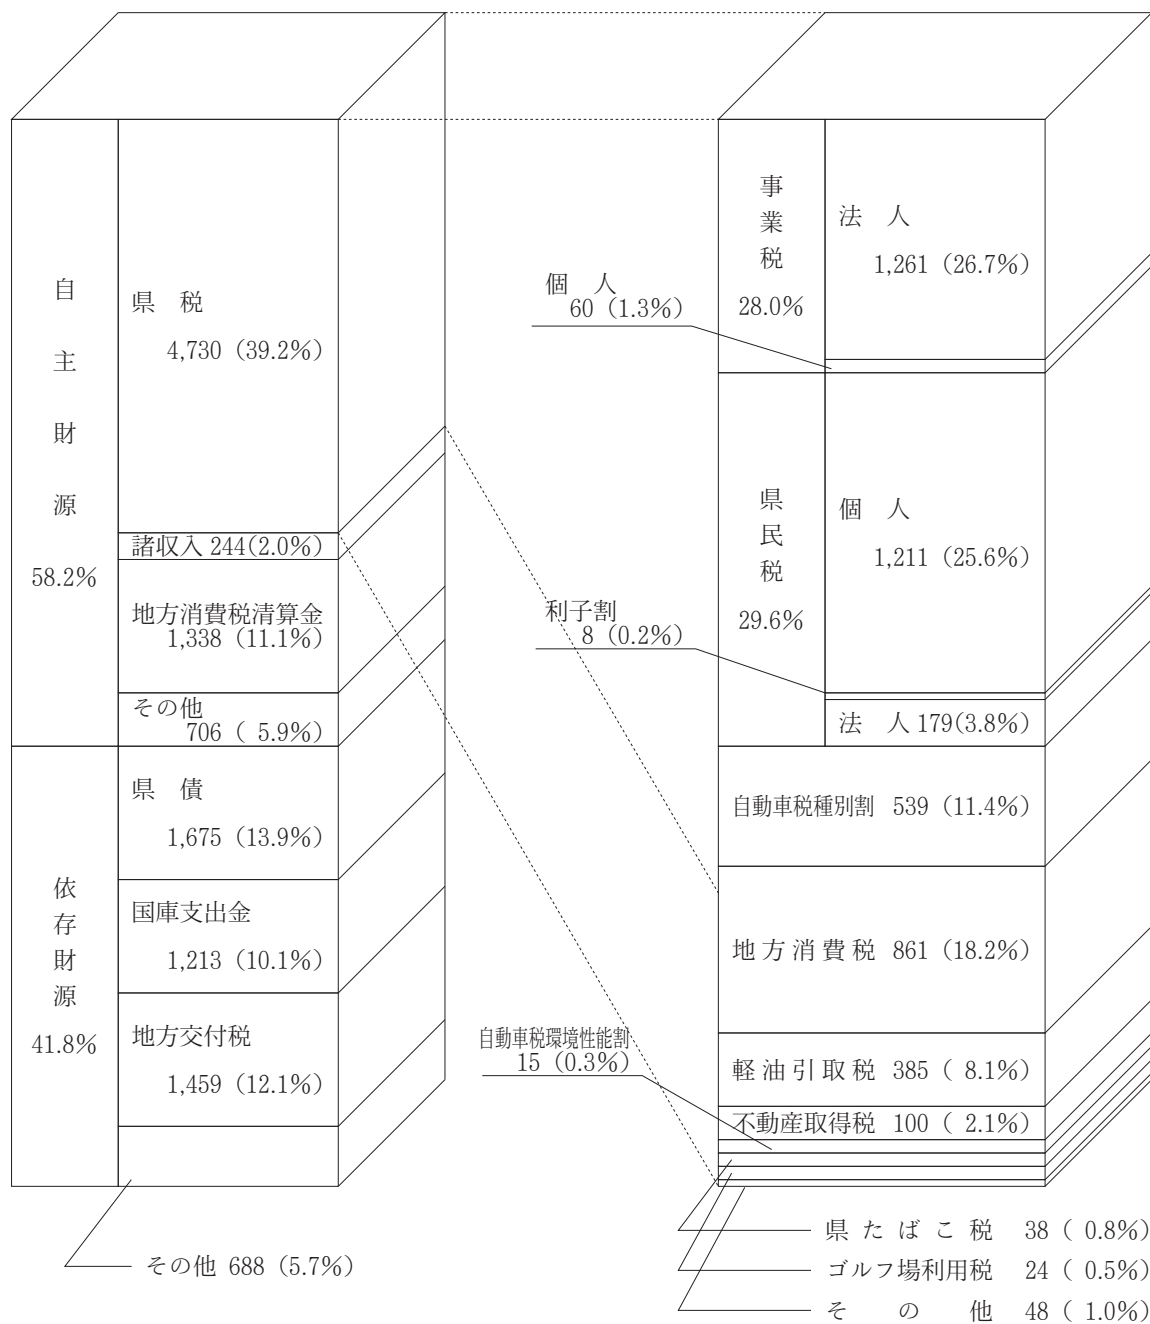 自主財源
58.2%
県 税
4,730 (39.2%)
諸収入 244(2.0%)
地方消費税清算金
1,338 (11.1%)
その他
706 ( 5.9%)
依存財源
41.8%
県 債
1,675 (13.9%)
国庫支出金
1,213 (10.1%)
地方交付税
1,459 (12.1%)
その他 688 (5.7%)
事業税
28.0%
法 人
1,261 (26.7%)
個 人
60 (1.3%)
県民税
29.6%
個 人
1,211 (25.6%)
利子割
8 (0.2%)
法 人 179(3.8%)
自動車税種別割 539 (11.4%)
地方消費税 861 (18.2%)
軽油引取税 385 ( 8.1%)
不動産取得税 100 ( 2.1%)
自動車税環境性能割
15 (0.3%)
県たばこ税 38 ( 0.8%)
ゴルフ場利用税 24 ( 0.5%)
そ の 他 48 ( 1.0%)